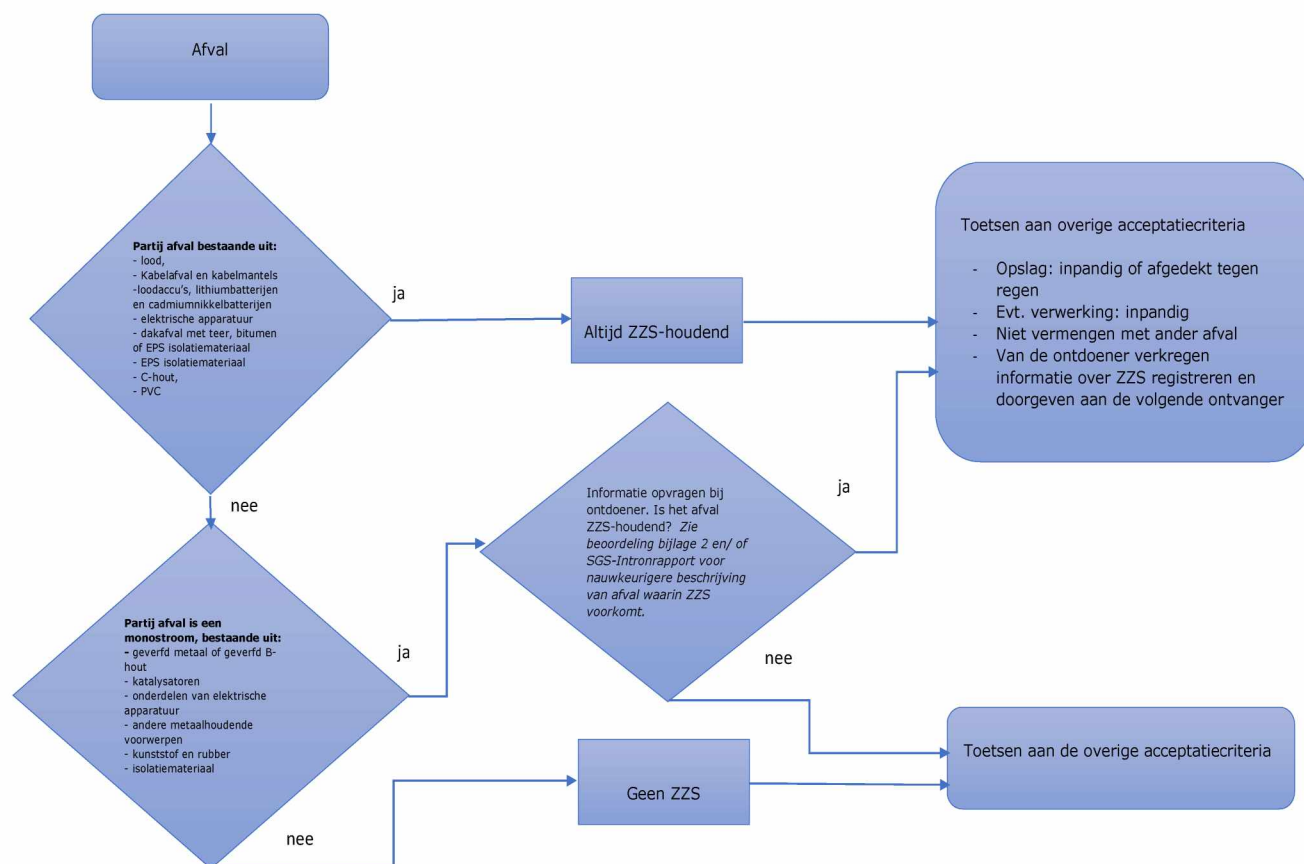 Afval
Partij afval bestaande uit:
- lood,
- Kabelafval en kabelmantels
-loodaccu's, lithiumbatterijen
en cadmiumnikkelbatterijen
- elektrische apparatuur
- dakafval met teer, bitumen
of EPS isolatiemateriaal
- EPS isolatiemateriaal
- C-hout,
- PVC
ja
Altijd ZZS-houdend
Toetsen aan overige acceptatiecriteria
- Opslag: inpandig of afgedekt tegen
regen
- Evt. verwerking: inpandig
- Niet vermengen met ander afval
- Van de ontdoener verkregen
informatie over ZZS registreren en
doorgeven aan de volgende ontvanger
nee
Partij afval is een
monostroom, bestaande uit:
- geverfd metaal of geverfd B-
hout
- katalysatoren
- onderdelen van elektrische
apparatuur
- andere metaalhoudende
voorwerpen
- kunststof en rubber
- isolatiemateriaal
ja
Informatie opvragen bij
ontdoener. Is het afval
ZZS-houdend? Zie
beoordeling bijlage 2 en/ of
SGS-Intronrapport voor
nauwkeurigere beschrijving
van afval waarin ZZS
voorkomt.
ja
nee
Toetsen aan de overige acceptatiecriteria
Geen ZZS
nee